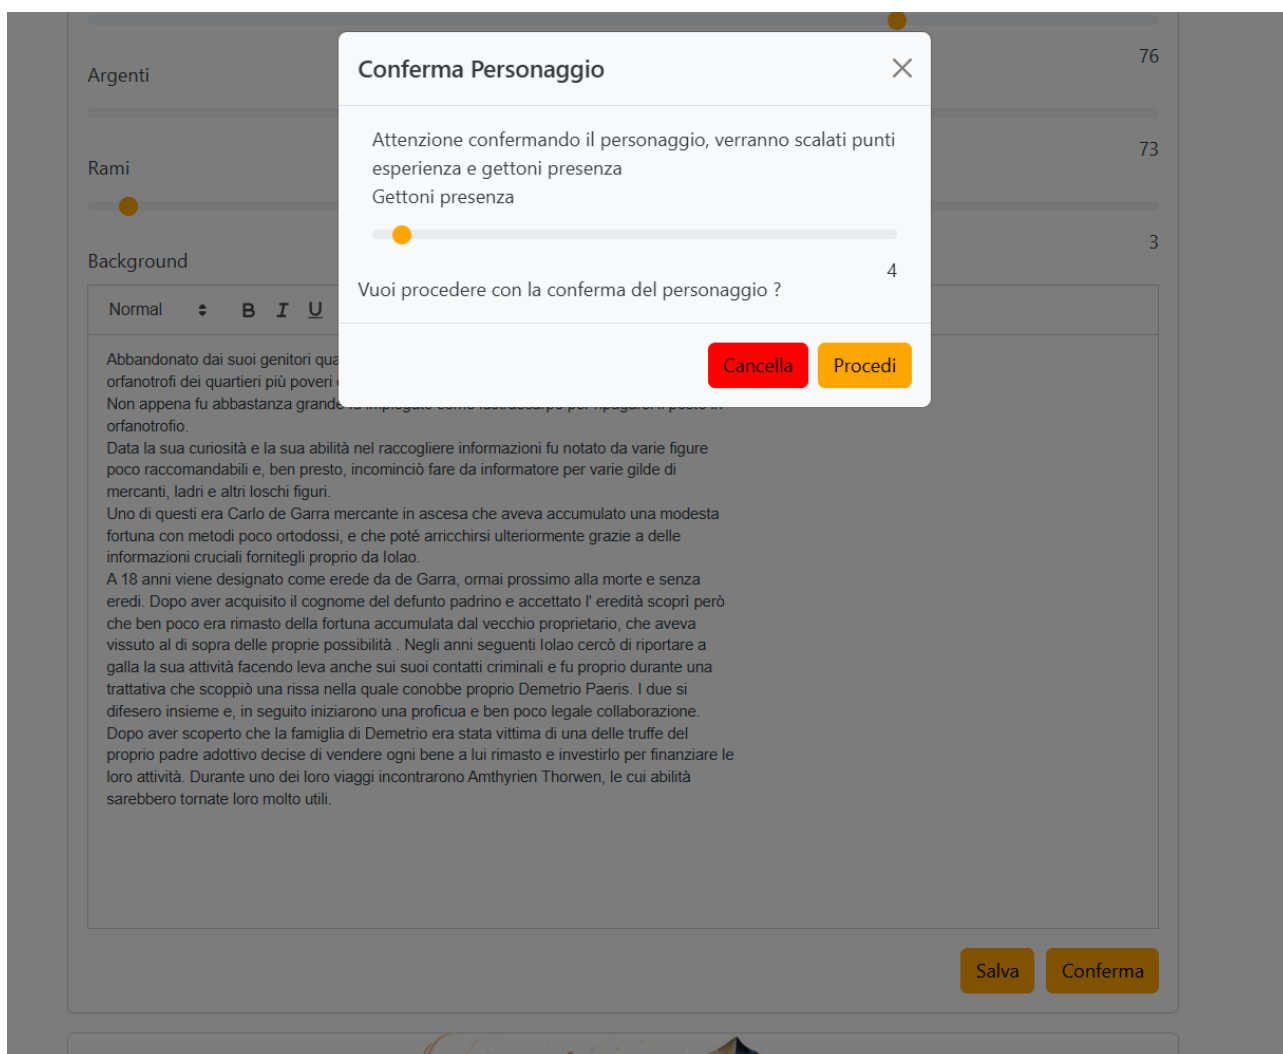 76
Argenti
73
Rami
3
Background
Normal B I U
Conferma Personaggio
Attenzione confermando il personaggio, verranno scalati punti
esperienza e gettoni presenza
Gettoni presenza
4
Vuoi procedere con la conferma del personaggio ?
Cancella Procedi
Abbandonato dai suoi genitori
orfanotrofi dei quartieri più poveri
Non appena fu abbastanza grande
orfanotrofio.
Data la sua curiosità e la sua abilità nel raccogliere informazioni fu notato da varie figure
poco raccomandabili e, ben presto, incominciò fare da informatore per varie gilde di
mercanti, ladri e altri loschi figuri.
Uno di questi era Carlo de Garra mercante in ascesa che aveva accumulato una modesta
fortuna con metodi poco ortodossi, e che poté arricchirsi ulteriormente grazie a delle
informazioni cruciali fornitegli proprio da Iolao.
A 18 anni viene designato come erede da de Garra, ormai prossimo alla morte e senza
eredi. Dopo aver acquisito il cognome del defunto padrino e accettato l' eredità scoprì però
che ben poco era rimasto della fortuna accumulata dal vecchio proprietario, che aveva
vissuto al di sopra delle proprie possibilità . Negli anni seguenti Iolao cercò di riportare a
galla la sua attività facendo leva anche sui suoi contatti criminali e fu proprio durante una
trattativa che scoppiò una rissa nella quale conobbe proprio Demetrio Paeris. I due si
difesero insieme e, in seguito iniziarono una proficua e ben poco legale collaborazione.
Dopo aver scoperto che la famiglia di Demetrio era stata vittima di una delle truffe del
proprio padre adottivo decise di vendere ogni bene a lui rimasto e investirlo per finanziare le
loro attività. Durante uno dei loro viaggi incontrarono Amthyrien Thorwen, le cui abilità
sarebbero tornate loro molto utili.
Salva Conferma